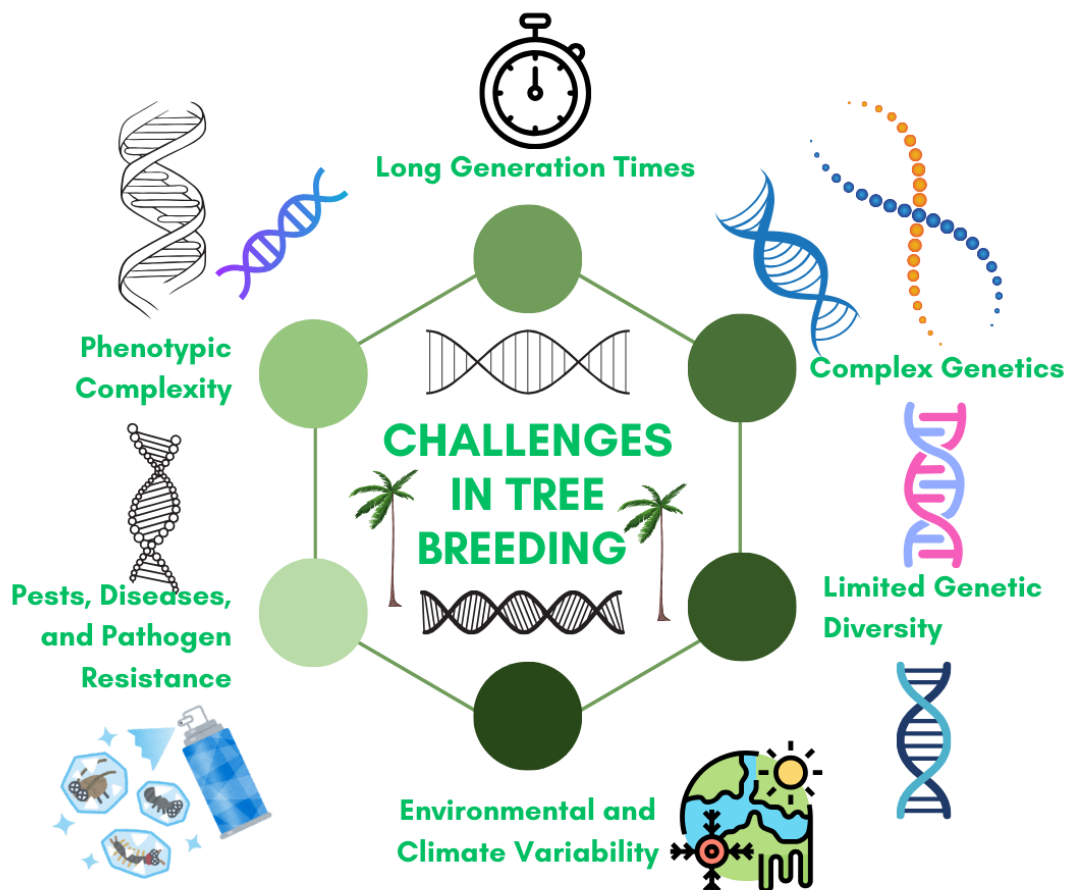 Long Generation Times
Phenotypic
Complexity
Complex Genetics
CHALLENGES
IN TREE
BREEDING
Pests, Diseases,
and Pathogen
Resistance
Limited Genetic
Diversity
Environmental and
Climate Variability